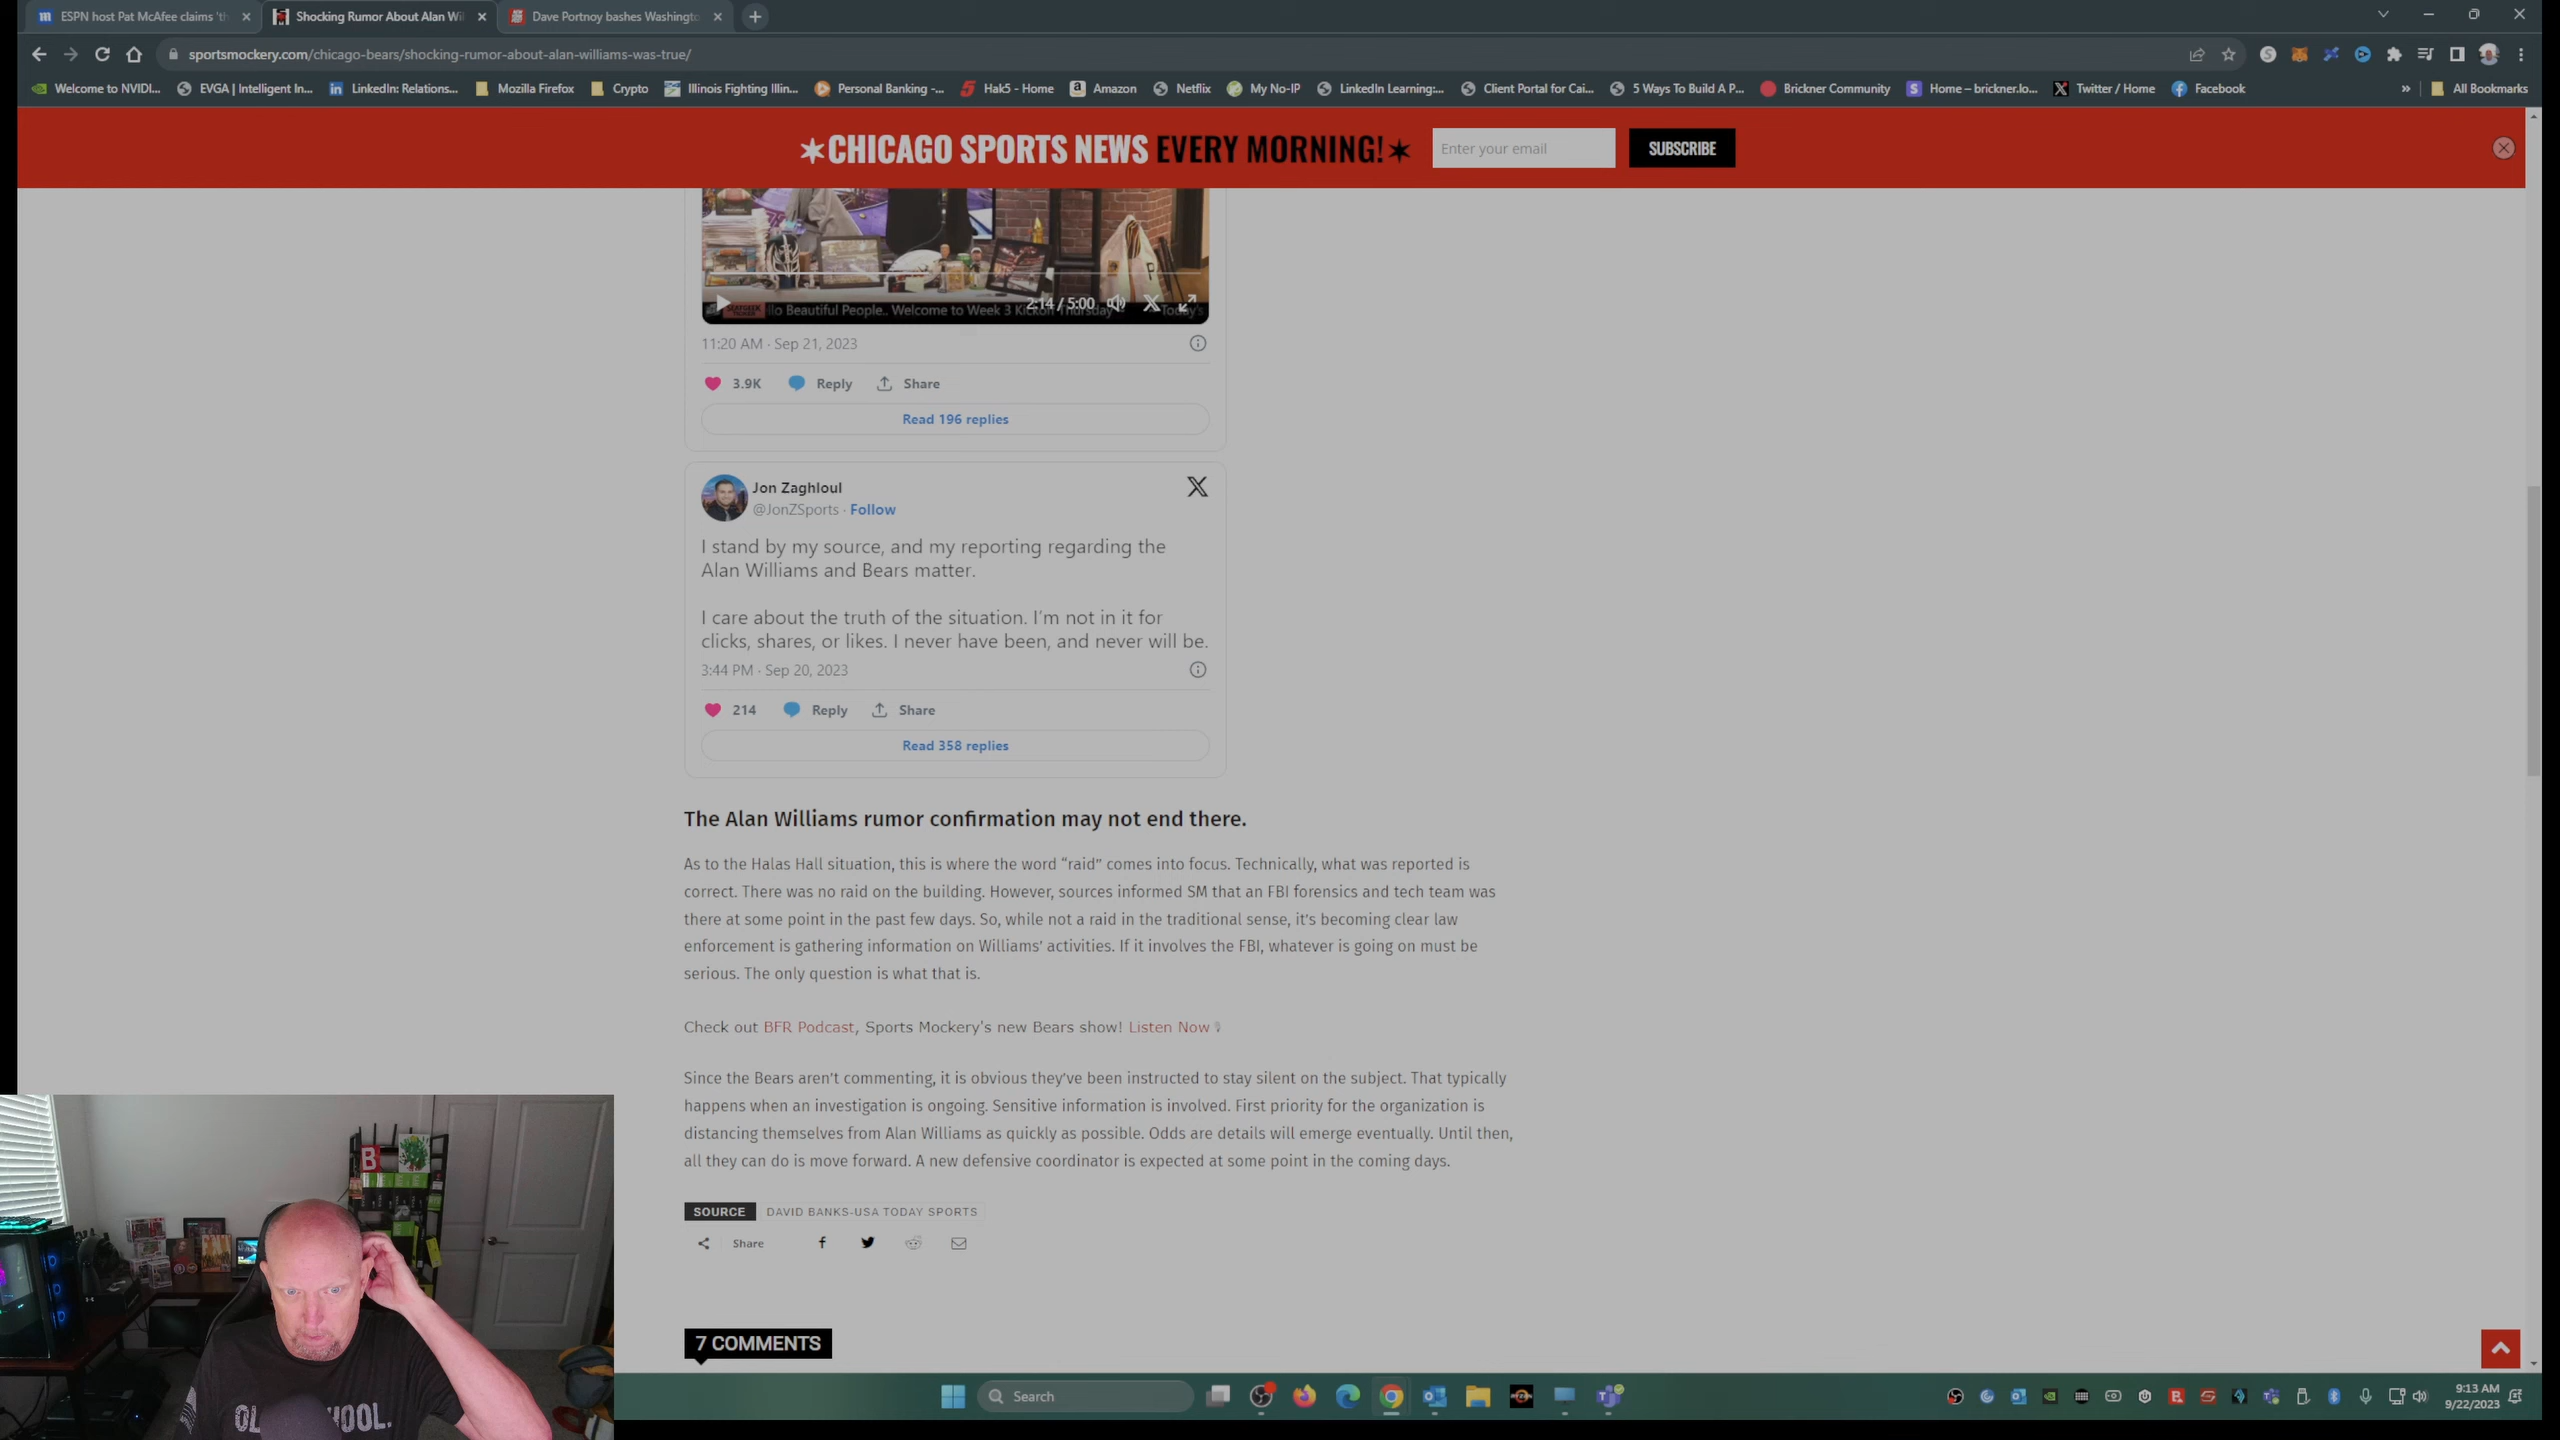 ESPN host Pat McAfee claims 'th
Shocking Rumor About Alan Wil
Dave Portnoy bashes Washingto
sportsmockery.com/chicago-bears/shocking-rumor-about-alan-williams-was-true/
Welcome to NVIDI... EVGA | Intelligent In... LinkedIn: Relations... Mozilla Firefox Crypto Illinois Fighting Illin... Personal Banking -... Hak5 - Home Amazon Netflix My No-IP LinkedIn Learning:... Client Portal for Cai... 5 Ways To Build A P... Brickner Community Home – brickner.lo... Twitter / Home Facebook » All Bookmarks
✶CHICAGO SPORTS NEWS EVERY MORNING!✶ Enter your email SUBSCRIBE
2:14 / 5:00
Beautiful People.. Welcome to Week 3 Kickoff Thursday Today's
11:20 AM · Sep 21, 2023
3.9K Reply Share
Read 196 replies
Jon Zaghloul
@JonZSports · Follow
I stand by my source, and my reporting regarding the
Alan Williams and Bears matter.
I care about the truth of the situation. I'm not in it for
clicks, shares, or likes. I never have been, and never will be.
3:44 PM · Sep 20, 2023
214 Reply Share
Read 358 replies
The Alan Williams rumor confirmation may not end there.
As to the Halas Hall situation, this is where the word “raid” comes into focus. Technically, what was reported is
correct. There was no raid on the building. However, sources informed SM that an FBI forensics and tech team was
there at some point in the past few days. So, while not a raid in the traditional sense, it's becoming clear law
enforcement is gathering information on Williams' activities. If it involves the FBI, whatever is going on must be
serious. The only question is what that is.
Check out BFR Podcast, Sports Mockery's new Bears show! Listen Now
Since the Bears aren't commenting, it is obvious they've been instructed to stay silent on the subject. That typically
happens when an investigation is ongoing. Sensitive information is involved. First priority for the organization is
distancing themselves from Alan Williams as quickly as possible. Odds are details will emerge eventually. Until then,
all they can do is move forward. A new defensive coordinator is expected at some point in the coming days.
SOURCE DAVID BANKS-USA TODAY SPORTS
Share
7 COMMENTS
B
Search
9:13 AM
9/22/2023